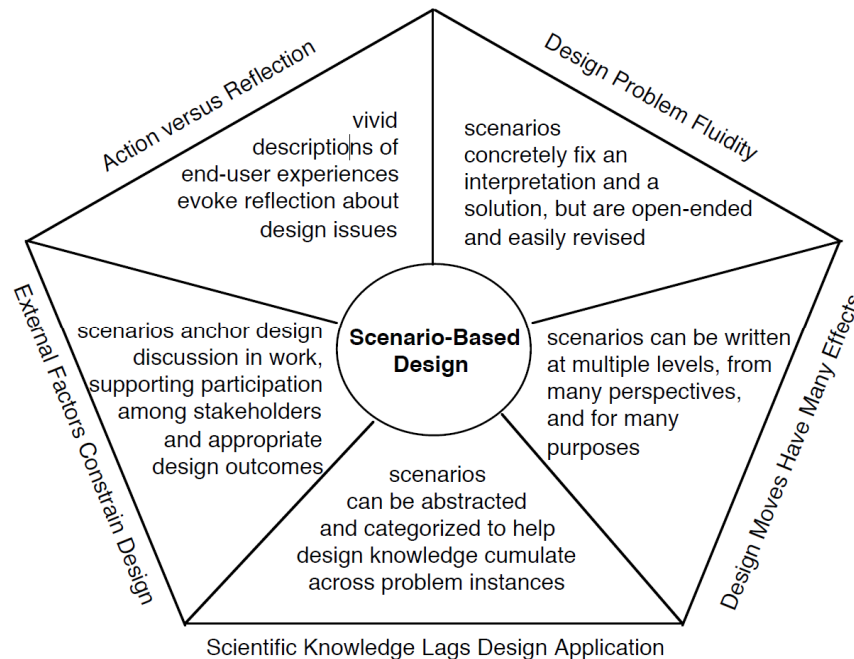 Action versus Reflection
Design Problem Fluidity
vivid
descriptions of
end-user experiences
evoke reflection about
design issues
scenarios
concretely fix an
interpretation and a
solution, but are open-ended
and easily revised
Scenario-Based
Design
External Factors Constrain Design
scenarios anchor design
discussion in work,
supporting participation
among stakeholders
and appropriate
design outcomes
scenarios can be written
at multiple levels, from
many perspectives,
and for many
purposes
Design Moves Have Many Effects
scenarios
can be abstracted
and categorized to help
design knowledge cumulate
across problem instances
Scientific Knowledge Lags Design Application